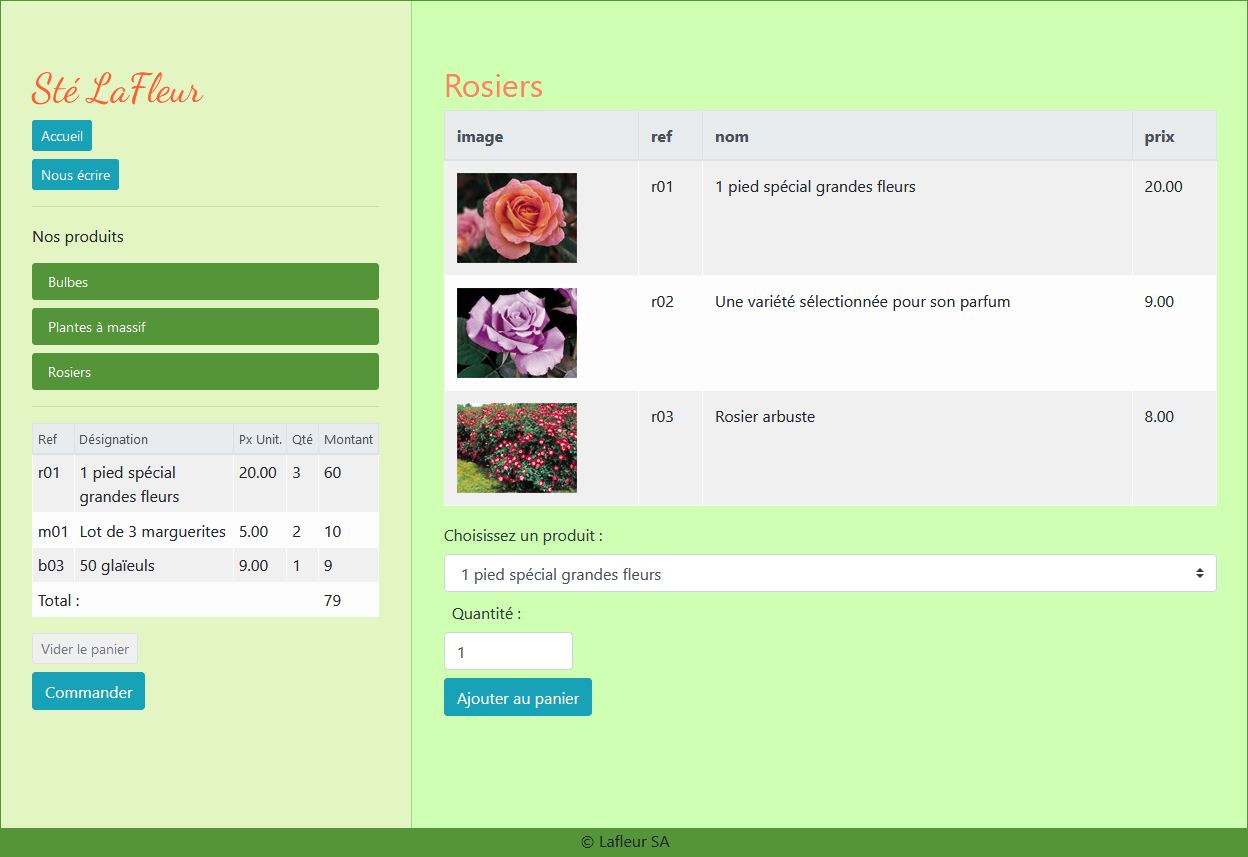 Sté LaFleur
Accueil
Nous écrire
Nos produits
Bulbes
Plantes à massif
Rosiers
Ref Désignation Px Unit. Qté Montant
r01 1 pied spécial 20.00 3 60
grandes fleurs
m01 Lot de 3 marguerites 5.00 2 10
b03 50 glaïeuls 9.00 1 9
Total : 79
Vider le panier
Commander
Rosiers
image ref nom prix
r01 1 pied spécial grandes fleurs 20.00
r02 Une variété sélectionnée pour son parfum 9.00
r03 Rosier arbuste 8.00
Choisissez un produit :
1 pied spécial grandes fleurs
Quantité :
1
Ajouter au panier
© Lafleur SA